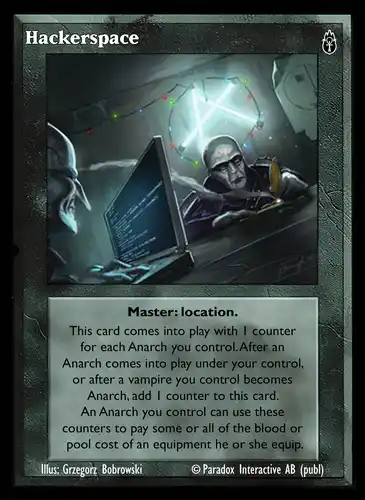 Hackerspace
Master: location.
This card comes into play with 1 counter
for each Anarch you control. After an
Anarch comes into play under your control,
or after a vampire you control becomes
Anarch, add 1 counter to this card.
An Anarch you control can use these
counters to pay some or all of the blood or
pool cost of an equipment he or she equip.
Illus: Grzegorz Bobrowski © Paradox Interactive AB (publ)